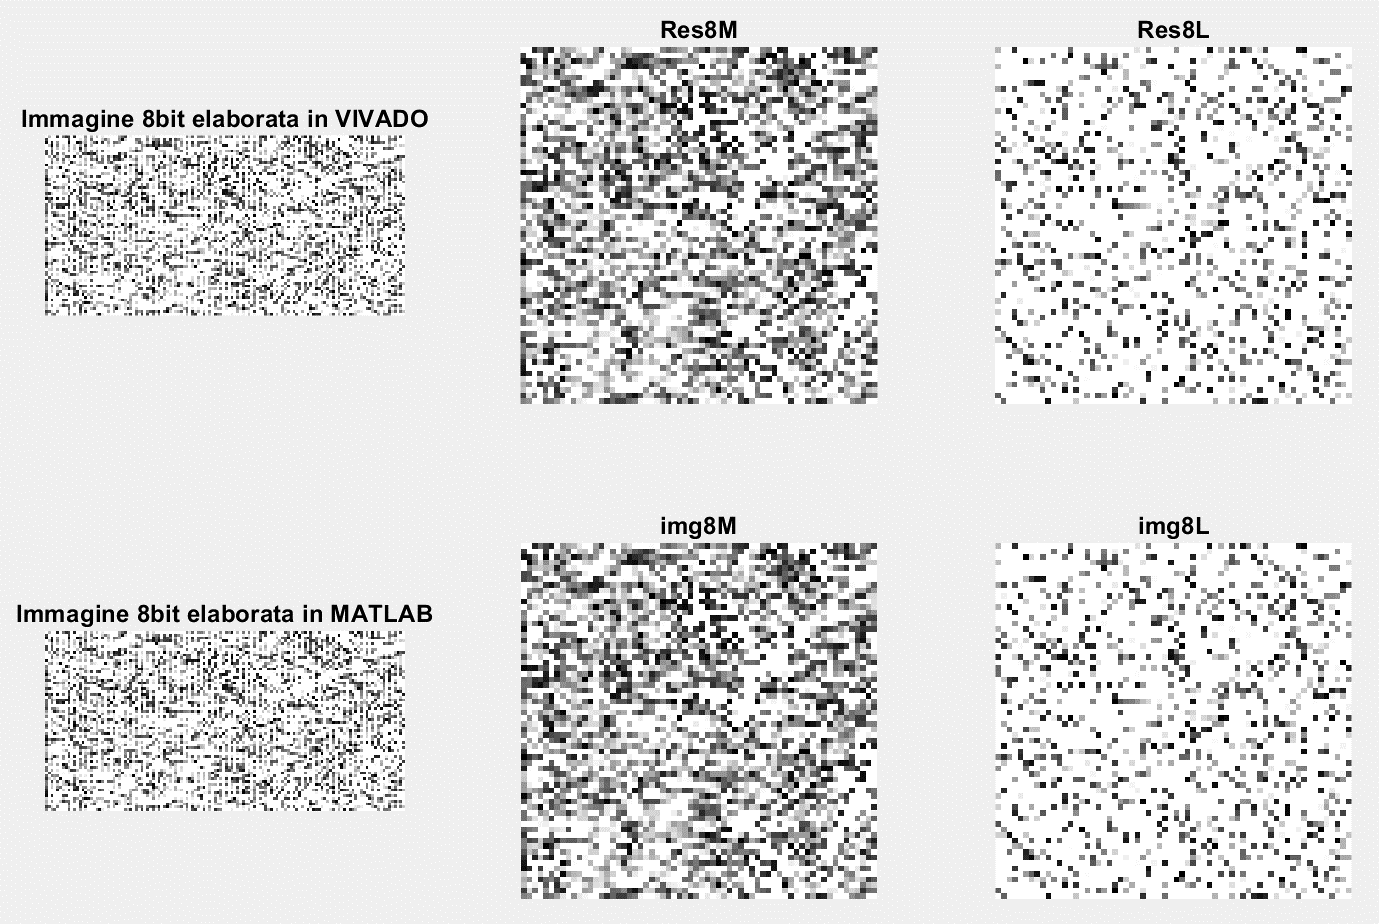 Res8M
Res8L
Immagine 8bit elaborata in VIVADO
img8M
img8L
Immagine 8bit elaborata in MATLAB